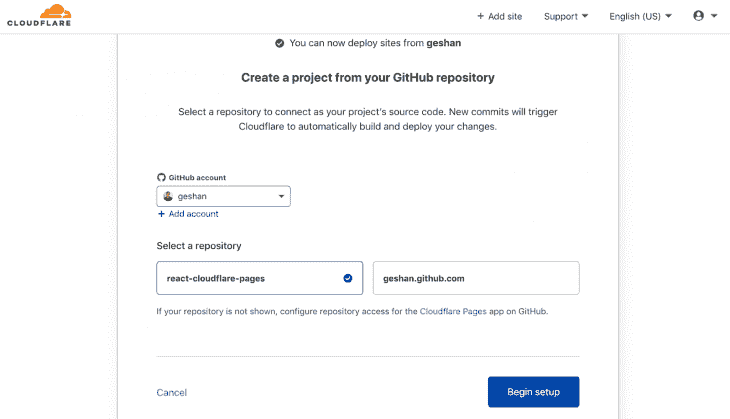 CLOUDFLARE
+ Add site
Support
English (US)
You can now deploy sites from geshan
Create a project from your GitHub repository
Select a repository to connect as your project's source code. New commits will trigger
Cloudflare to automatically build and deploy your changes.
GitHub account
geshan
+ Add account
Select a repository
react-cloudflare-pages
geshan.github.com
If your repository is not shown, configure repository access for the Cloudflare Pages app on GitHub.
Cancel
Begin setup